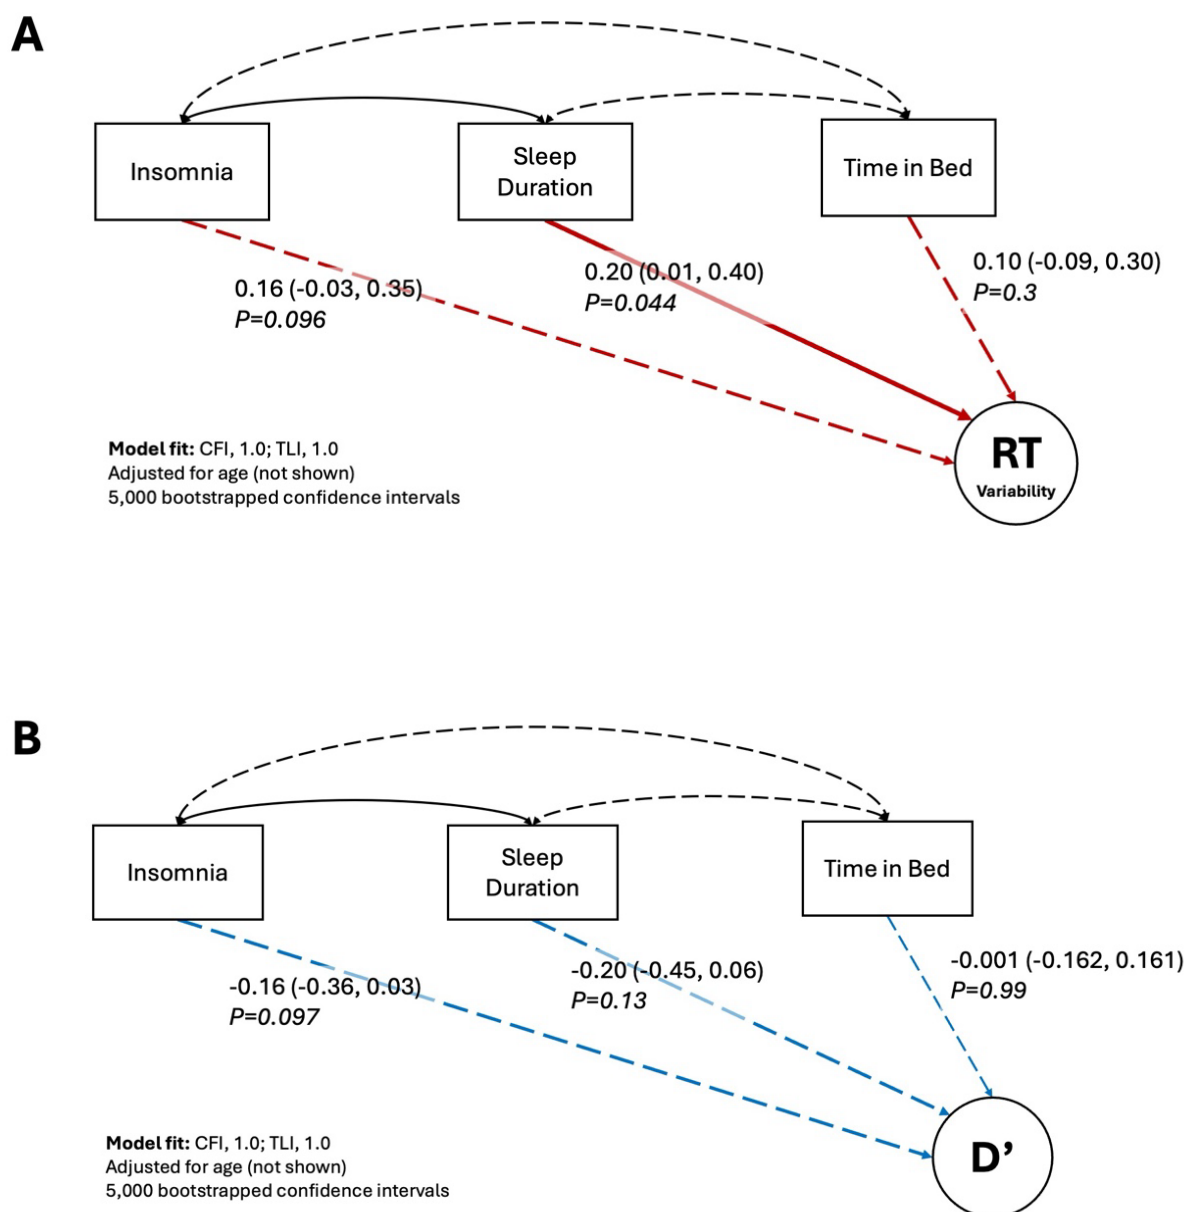 A
Insomnia
Sleep
Duration
Time in Bed
0.16 (-0.03, 0.35)
P=0.096
0.20 (0.01, 0.40)
P=0.044
0.10 (-0.09, 0.30)
P=0.3
RT
Variability
Model fit: CFI, 1.0; TLI, 1.0
Adjusted for age (not shown)
5,000 bootstrapped confidence intervals
B
Insomnia
Sleep
Duration
Time in Bed
-0.16 (-0.36, 0.03)
P=0.097
-0.20 (-0.45, 0.06)
P=0.13
-0.001 (-0.162, 0.161)
P=0.99
D’
Model fit: CFI, 1.0; TLI, 1.0
Adjusted for age (not shown)
5,000 bootstrapped confidence intervals